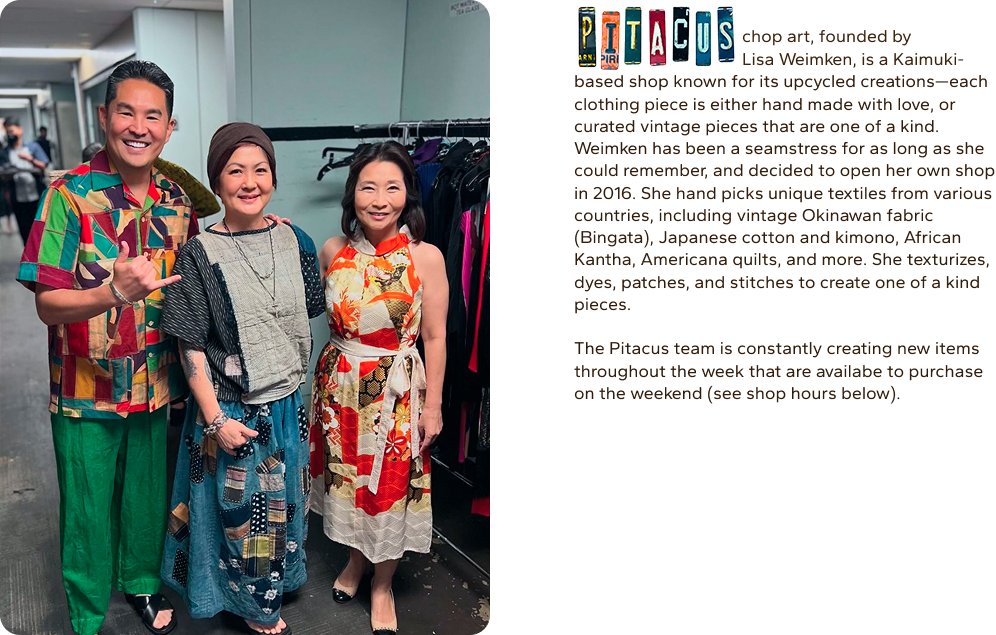 HOT WATER
TEA GLASS
PITACUS
chop art, founded by
Lisa Weimken, is a Kaimuki-
based shop known for its upcycled creations—each
clothing piece is either hand made with love, or
curated vintage pieces that are one of a kind.
Weimken has been a seamstress for as long as she
could remember, and decided to open her own shop
in 2016. She hand picks unique textiles from various
countries, including vintage Okinawan fabric
(Bingata), Japanese cotton and kimono, African
Kantha, Americana quilts, and more. She texturizes,
dyes, patches, and stitches to create one of a kind
pieces.
The Pitacus team is constantly creating new items
throughout the week that are availabe to purchase
on the weekend (see shop hours below).